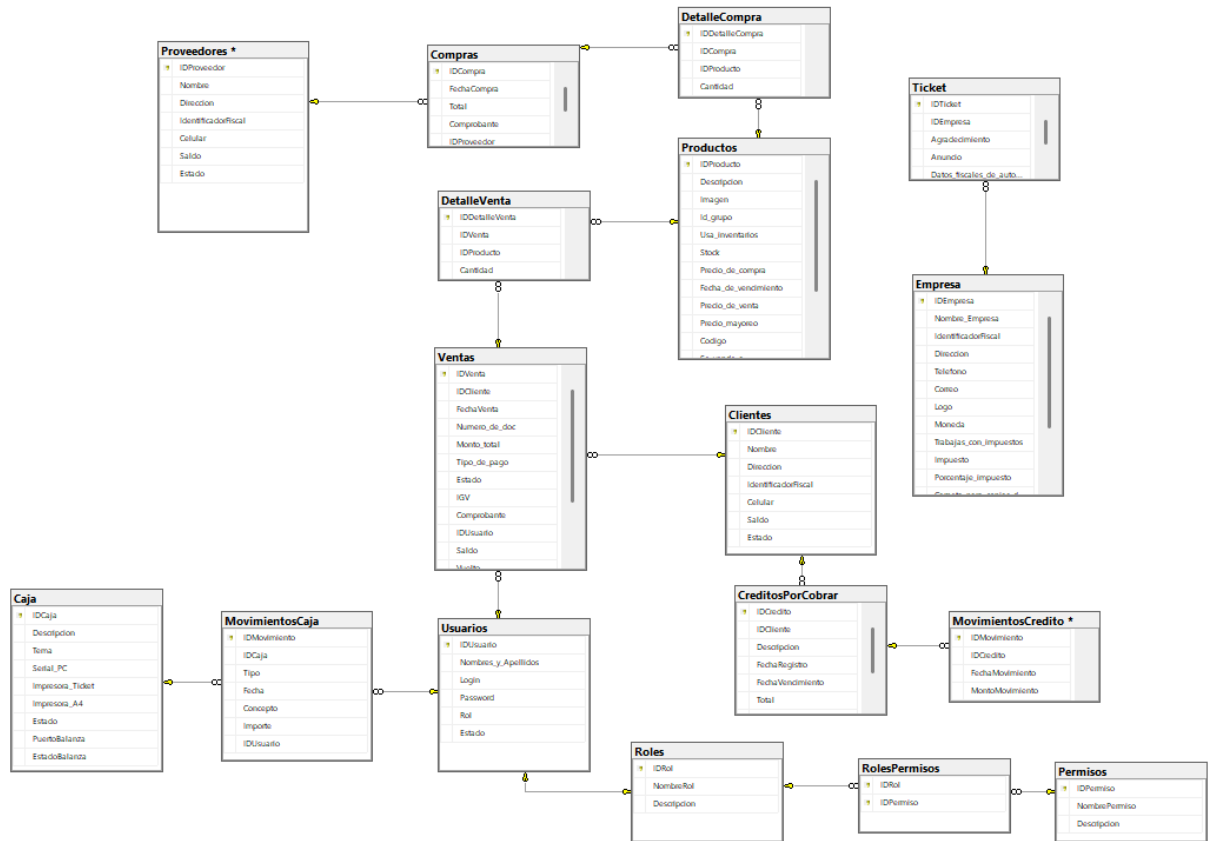 DetalleCompra
IDDetalleCompra
IDCompra
IDProducto
Cantidad
Proveedores *
IDProveedor
Nombre
Direccion
IdentificadorFiscal
Celular
Saldo
Estado
Compras
IDCompra
FechaCompra
Total
Comprobante
IDProveedor
Ticket
IDTicket
IDEmpresa
Agradecimiento
Anuncio
Datos_fiscales_de_auto...
Productos
IDProducto
Descripcion
Imagen
Id_grupo
Usa_inventarios
Stock
Precio_de_compra
Fecha_de_vencimiento
Precio_de_venta
Precio_mayoreo
Codigo
DetalleVenta
IDDetalleVenta
IDVenta
IDProducto
Cantidad
Empresa
IDEmpresa
Nombre_Empresa
IdentificadorFiscal
Direccion
Telefono
Correo
Logo
Moneda
Trabajas_con_impuestos
Impuesto
Porcentaje_impuesto
Ventas
IDVenta
IDCliente
FechaVenta
Numero_de_doc
Monto_total
Tipo_de_pago
Estado
IGV
Comprobante
IDUsuario
Saldo
Vuelto
Clientes
IDCliente
Nombre
Direccion
IdentificadorFiscal
Celular
Saldo
Estado
Caja
IDCaja
Descripcion
Tema
Serial_PC
Impresora_Ticket
Impresora_A4
Estado
PuertoBalanza
EstadoBalanza
MovimientosCaja
IDMovimiento
IDCaja
Tipo
Fecha
Concepto
Importe
IDUsuario
Usuarios
IDUsuario
Nombres_y_Apelllidos
Login
Password
Rol
Estado
CreditosPorCobrar
IDCredito
IDCliente
Descripcion
FechaRegistro
FechaVencimiento
Total
MovimientosCredito *
IDMovimiento
IDCredito
FechaMovimiento
MontoMovimiento
Roles
IDRol
NombreRol
Descripcion
RolesPermisos
IDRol
IDPermiso
Permisos
IDPermiso
NombrePermiso
Descripcion